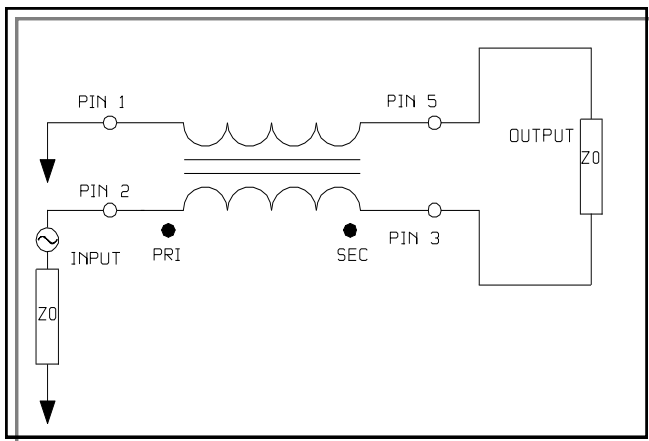 PIN 1
PIN 5
OUTPUT
Z0
PIN 2
INPUT
PRI
SEC
PIN 3
Z0